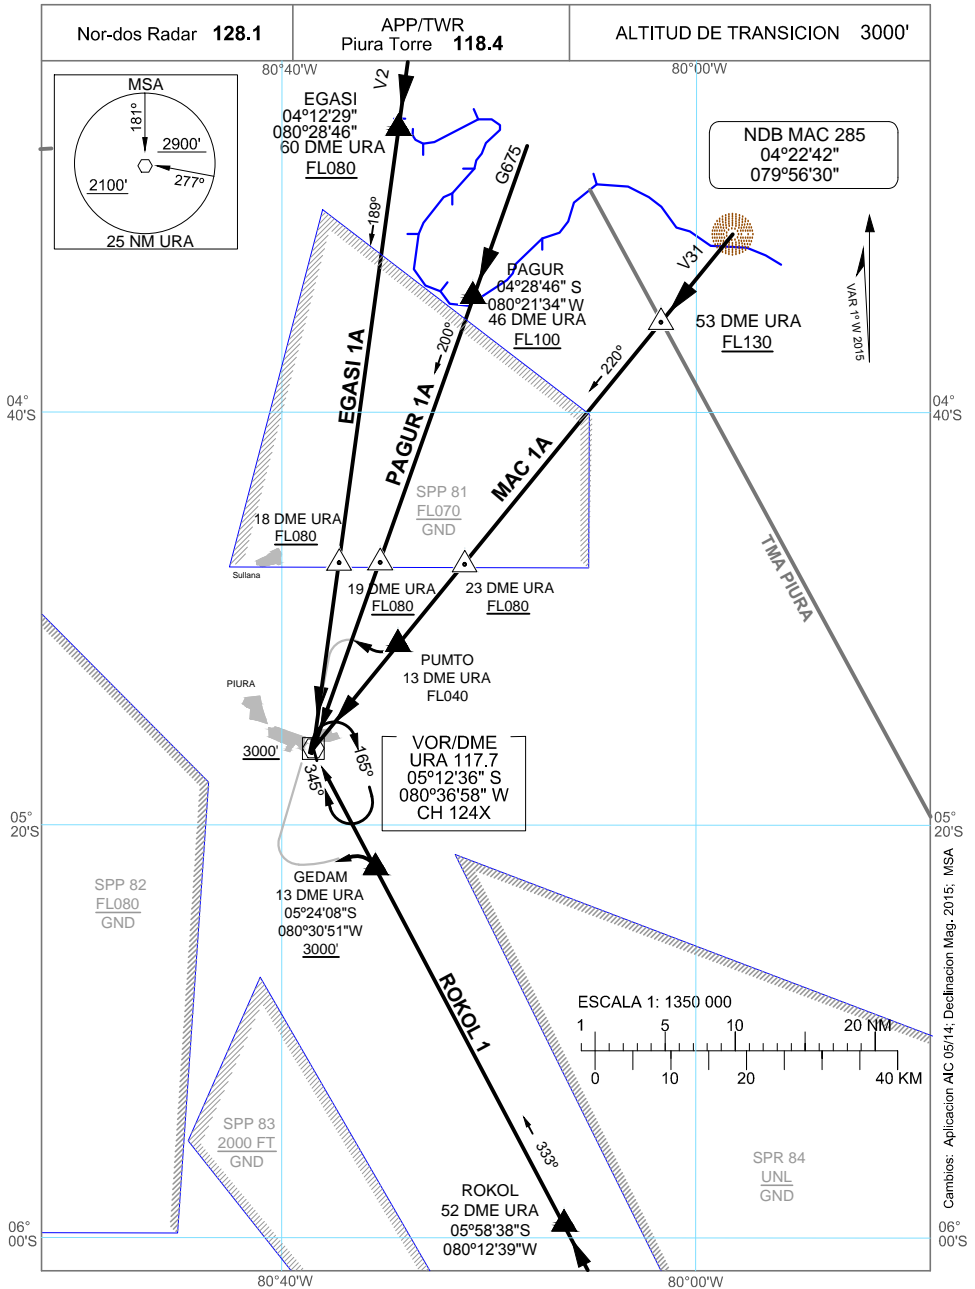 Nor-dos Radar 128.1
APP/TWR
Piura Torre 118.4
ALTITUD DE TRANSICION 3000'
80°40'W
80°00'W
MSA
181º
2900'
2100'
277º
25 NM URA
V2
EGASI
04°12'29"
080°28'46"
60 DME URA
FL080
G675
NDB MAC 285
04°22'42"
079°56'30"
V31
189º
PAGUR
04°28'46" S
080°21'34" W
46 DME URA
FL100
53 DME URA
FL130
VAR 1º W 2015
200º
220º
EGASI 1A
PAGUR 1A
MAC 1A
04°
40'S
04°
40'S
SPP 81
FL070
GND
18 DME URA
FL080
Sullana
19 DME URA
FL080
23 DME URA
FL080
TMA PIURA
PUMTO
13 DME URA
FL040
PIURA
3000'
165º
345º
VOR/DME
URA 117.7
05°12'36" S
080°36'58" W
CH 124X
05°
20'S
05°
20'S
GEDAM
13 DME URA
05°24'08"S
080°30'51"W
3000'
SPP 82
FL080
GND
ROKOL 1
ESCALA 1: 1350 000
1 5 10 20 NM
0 10 20 40 KM
SPP 83
2000 FT
GND
333º
SPR 84
UNL
GND
ROKOL
52 DME URA
05°58'38"S
080°12'39"W
06°
00'S
06°
00'S
80°40'W
80°00'W
Cambios: Aplicacion AIC 05/14; Declinacion Mag. 2015; MSA